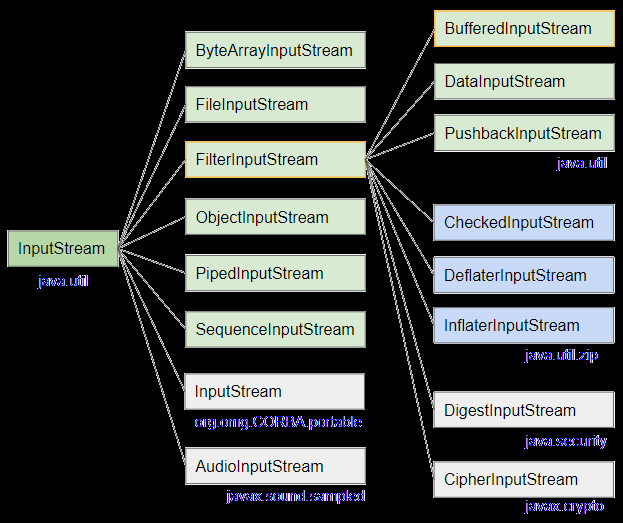 InputStream
java.util
ByteArrayInputStream
FileInputStream
FilterInputStream
ObjectInputStream
PipedInputStream
SequenceInputStream
InputStream
org.omg.CORBA.portable
AudioInputStream
javax.sound.sampled
BufferedInputStream
DataInputStream
PushbackInputStream
java.util
CheckedInputStream
DeflaterInputStream
InflaterInputStream
java.util.zip
DigestInputStream
java.security
CipherInputStream
javax.crypto